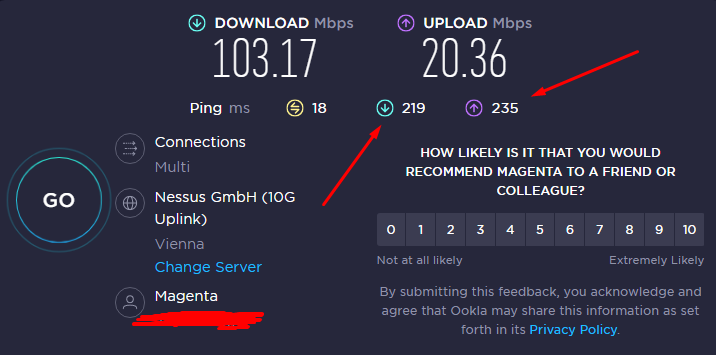 DOWNLOAD Mbps
103.17
UPLOAD Mbps
20.36
Ping ms 18 219 235
GO
Connections
Multi
Nessus GmbH (10G
Uplink)
Vienna
Change Server
Magenta
HOW LIKELY IS IT THAT YOU WOULD
RECOMMEND MAGENTA TO A FRIEND OR
COLLEAGUE?
0 1 2 3 4 5 6 7 8 9 10
Not at all likely Extremely Likely
By submitting this feedback, you acknowledge and
agree that Ookla may share this information as set
forth in its Privacy Policy.